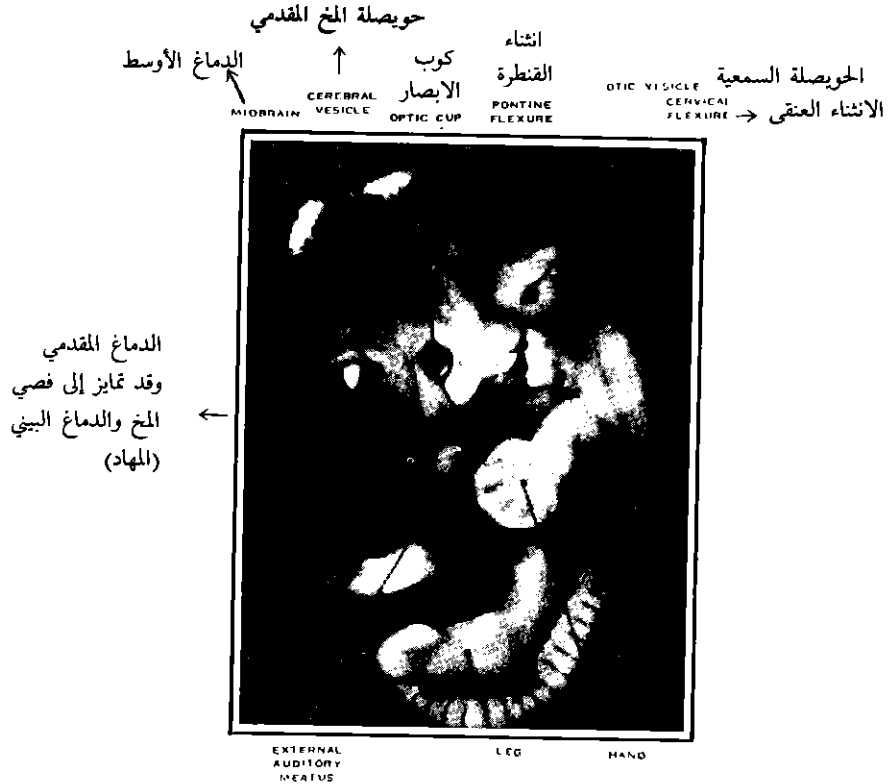 حويصلة المخ المقدمي
الدماغ الأوسط
كوب
الابصار
انثناء
القنطرة
الحويصلة السمعية
الانثناء العنقي
MIDBRAIN
CEREBRAL
VESICLE
OPTIC CUP
PONTINE
FLEXURE
OTIC VESICLE
CERVICAL
FLEXURE
الدماغ المقدمي
وقد تمايز إلى فصي
المخ والدماغ البيني
(المهاد)
EXTERNAL
AUDITORY
MEATUS
LEG
HAND